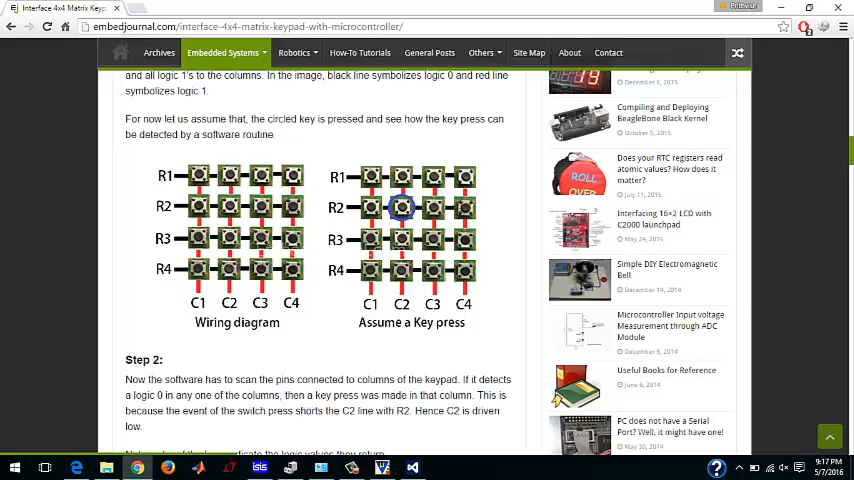 Interface 4x4 Matrix Keyp
Prithvish
embedjournal.com/interface-4x4-matrix-keypad-with-microcontroller/
Archives
Embedded Systems
Robotics
How-To Tutorials
General Posts
Others
Site Map
About
Contact
and all logic 1's to the columns. In the image, black line symbolizes logic 0 and red line
symbolizes logic 1.
For now let us assume that, the circled key is pressed and see how the key press can
be detected by a software routine.
R1
R2
R3
R4
C1 C2 C3 C4
Wiring diagram
R1
R2
R3
R4
C1 C2 C3 C4
Assume a Key press
Step 2:
Now the software has to scan the pins connected to columns of the keypad. If it detects
a logic 0 in any one of the columns, then a key press was made in that column. This is
because the event of the switch press shorts the C2 line with R2. Hence C2 is driven
low.
December 6, 2015
Compiling and Deploying
BeagleBone Black Kernel
October 5, 2015
ROLL
OVER
Does your RTC registers read
atomic values? How does it
matter?
July 11, 2015
Interfacing 16×2 LCD with
C2000 launchpad
May 24, 2015
Simple DIY Electromagnetic
Bell
December 14, 2014
Microcontroller Input voltage
Measurement through ADC
Module
December 6, 2014
Useful Books for Reference
June 6, 2014
PC does not have a Serial
Port? Well, it might have one!
May 30, 2014
isis
9:17 PM
5/7/2016